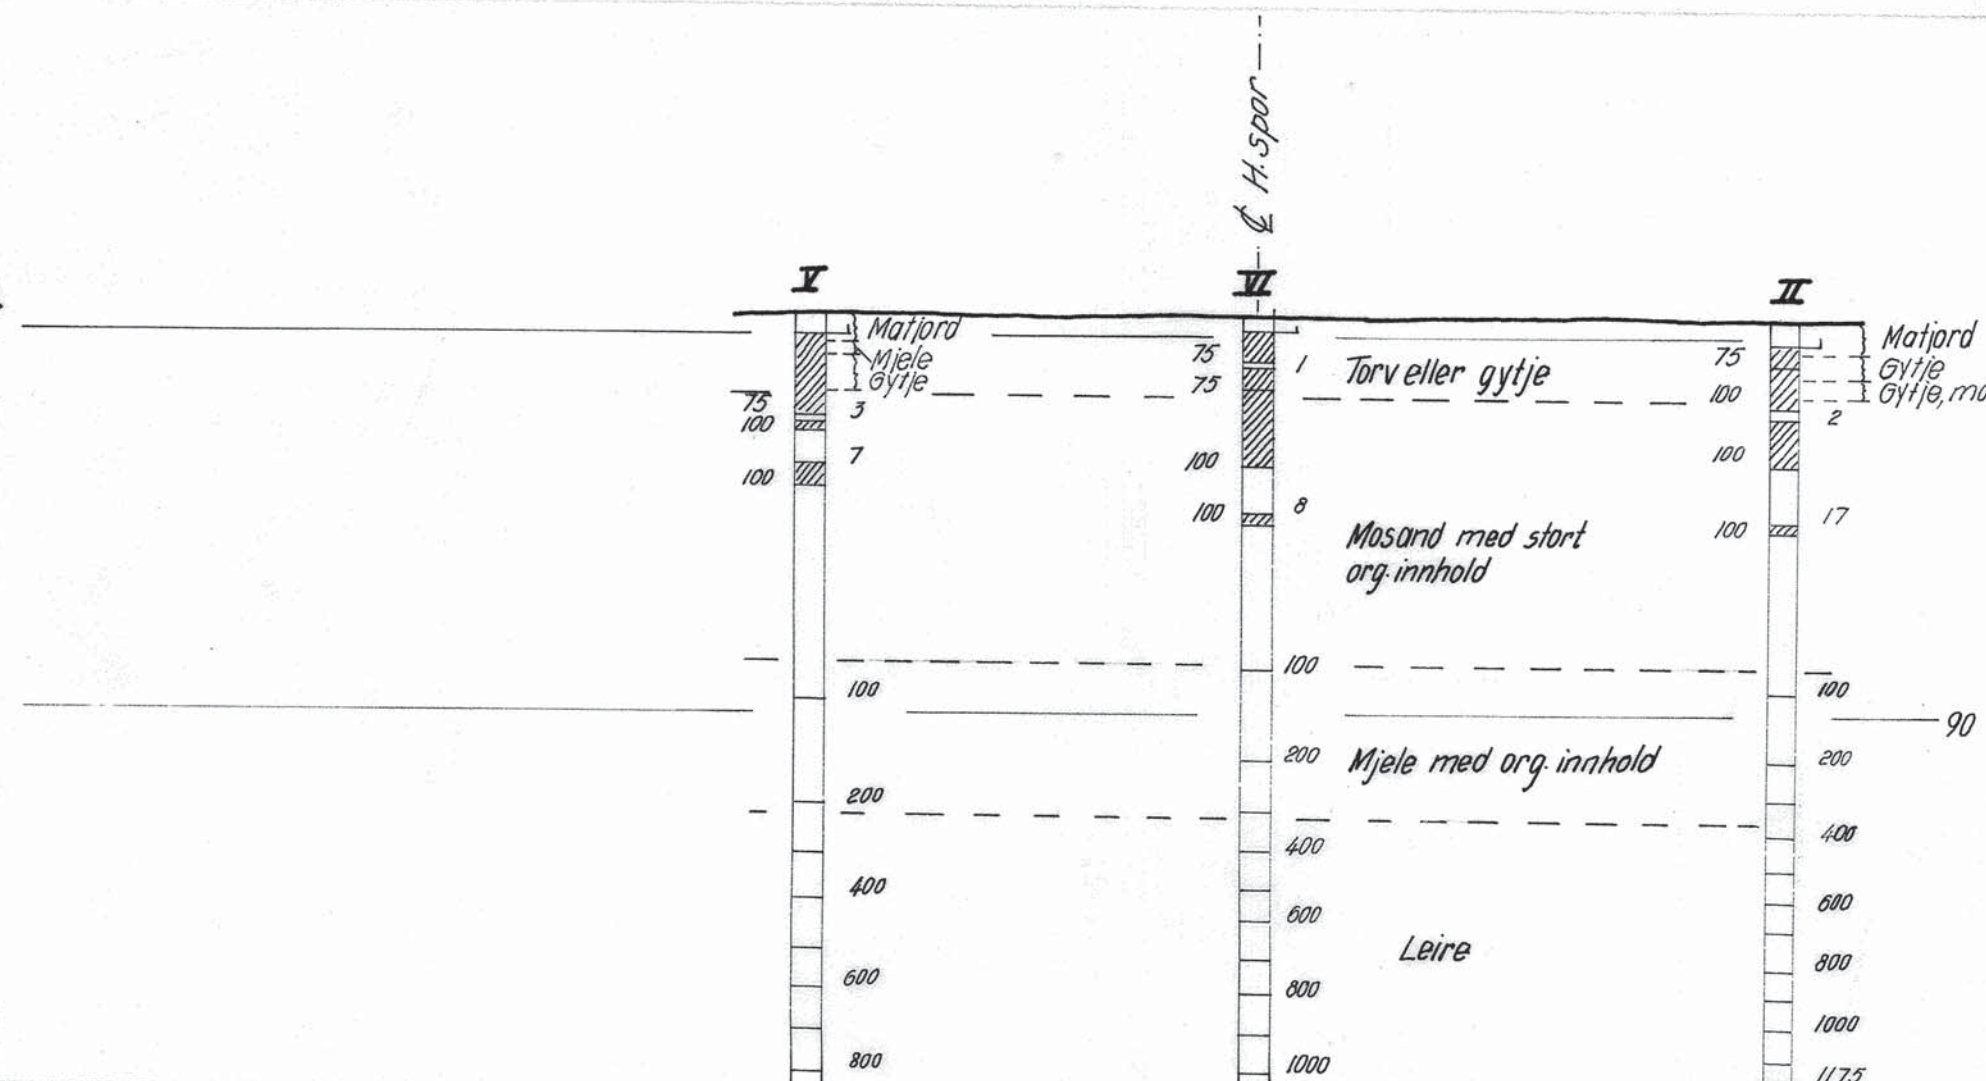 ℄ H.spor
V
VI
II
Matjord
Mjele
Gytje
75
100
100
3
7
100
200
400
600
800
75
75
100
100
1
8
100
200
400
600
800
1000
Torv eller gytje
Mosand med stort
org. innhold
Mjele med org. innhold
Leire
75
100
100
100
Matjord
Gytje
Gytje,
2
17
100
200
400
600
800
1000
1175
90